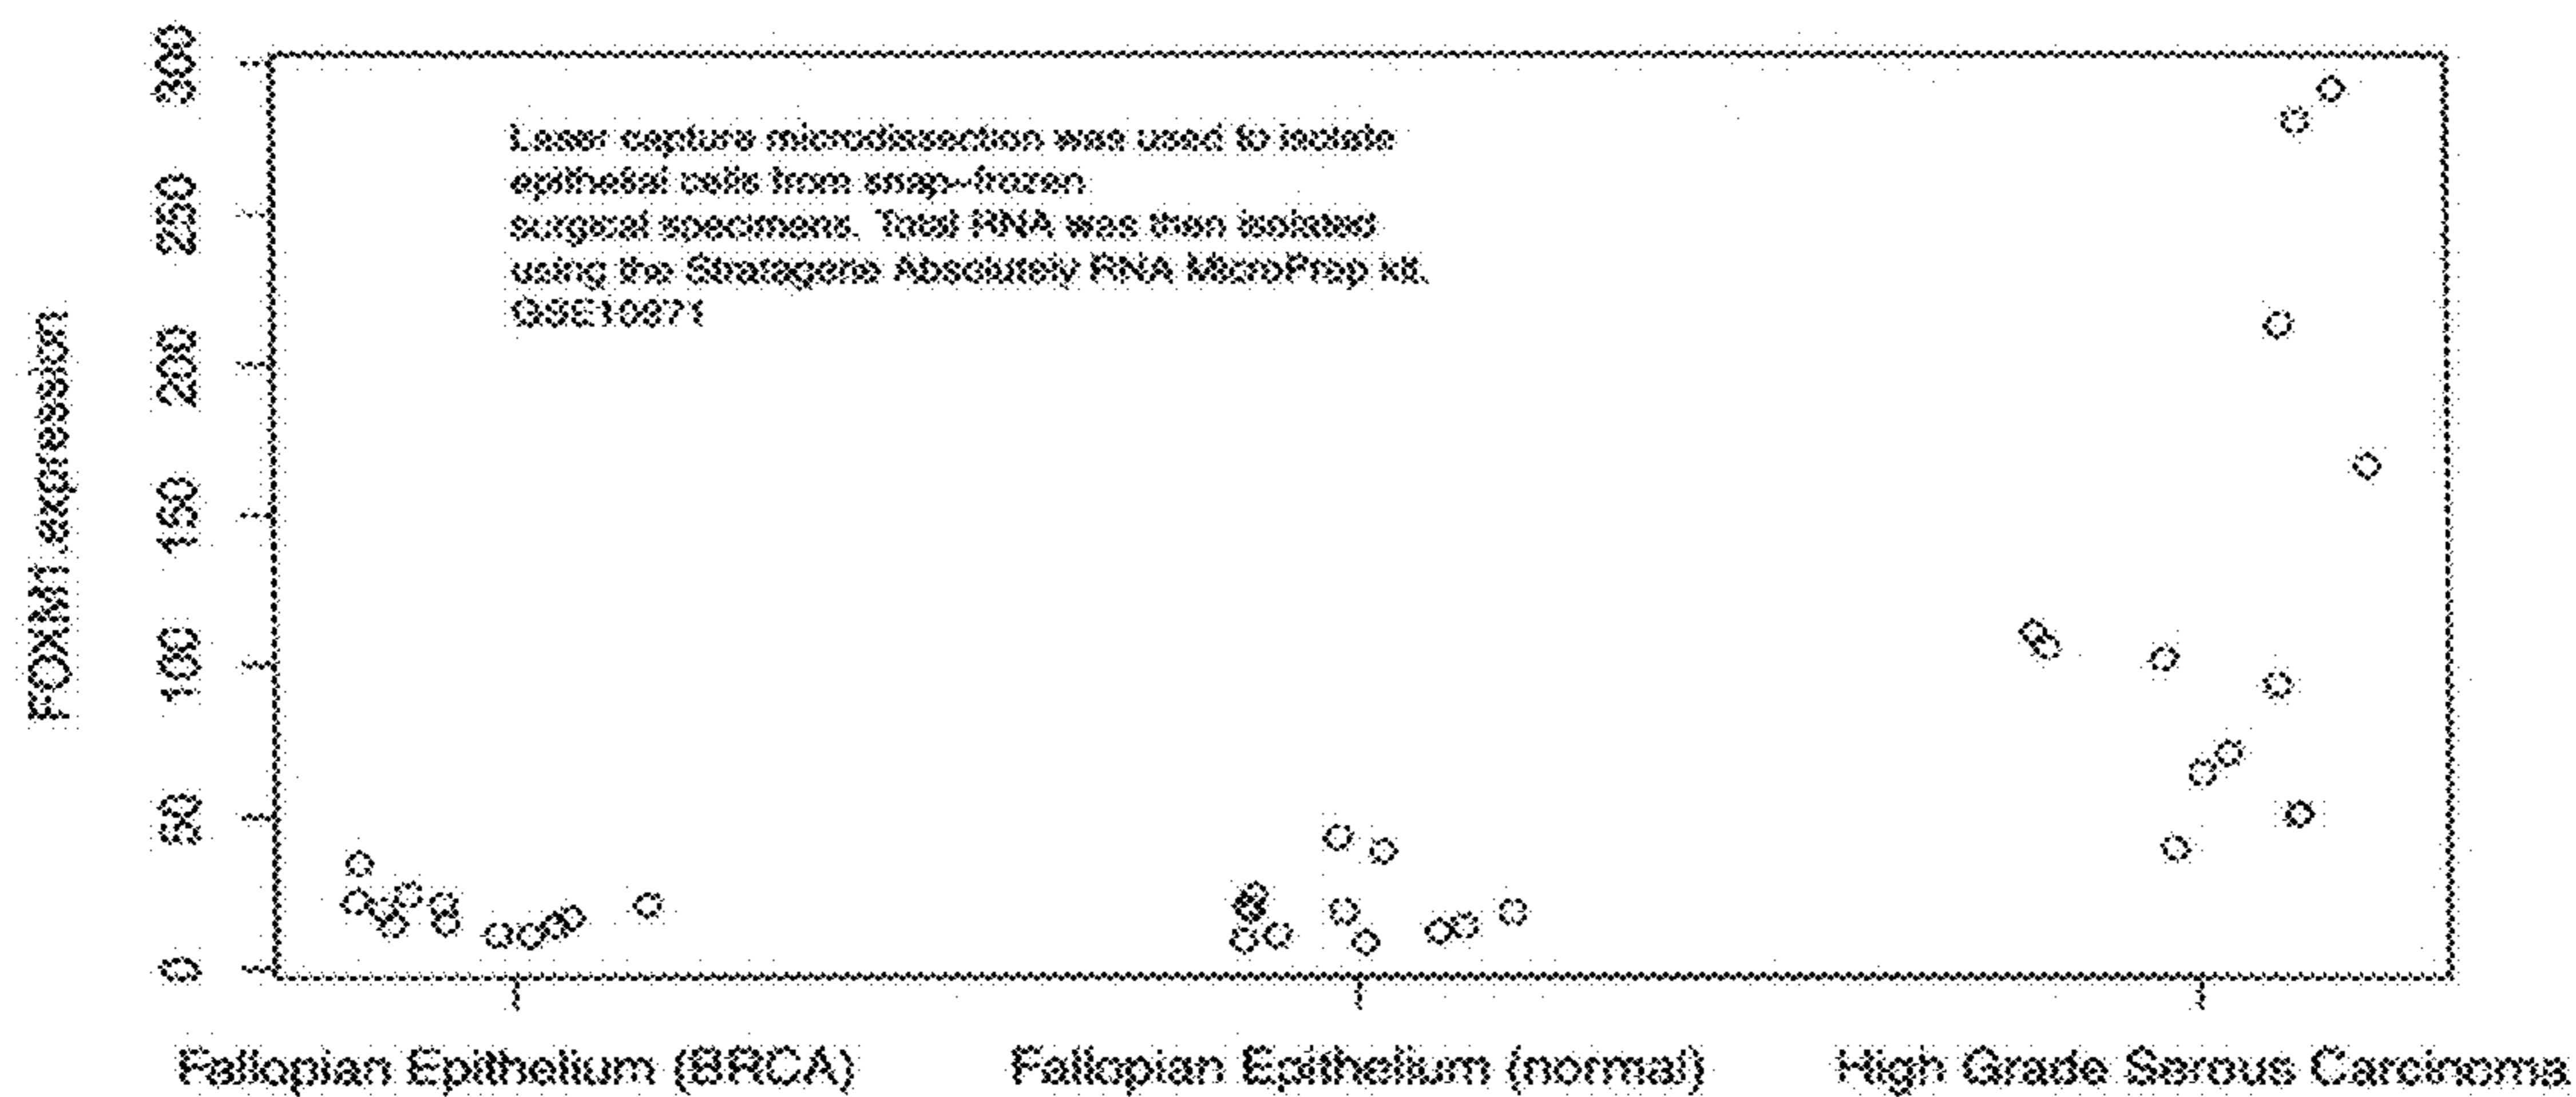 300
250
200
150
100
50
0
FOXM1.expression
Laser capture microdissection was used to isolate
epithelial cells from snap-frozen
surgical specimens. Total RNA was then isolated
using the Stratagene Absolutely RNA MicroPrep kit.
GSE10971
Fallopian Epithelium (BRCA)
Fallopian Epithelium (normal)
High Grade Serous Carcinoma